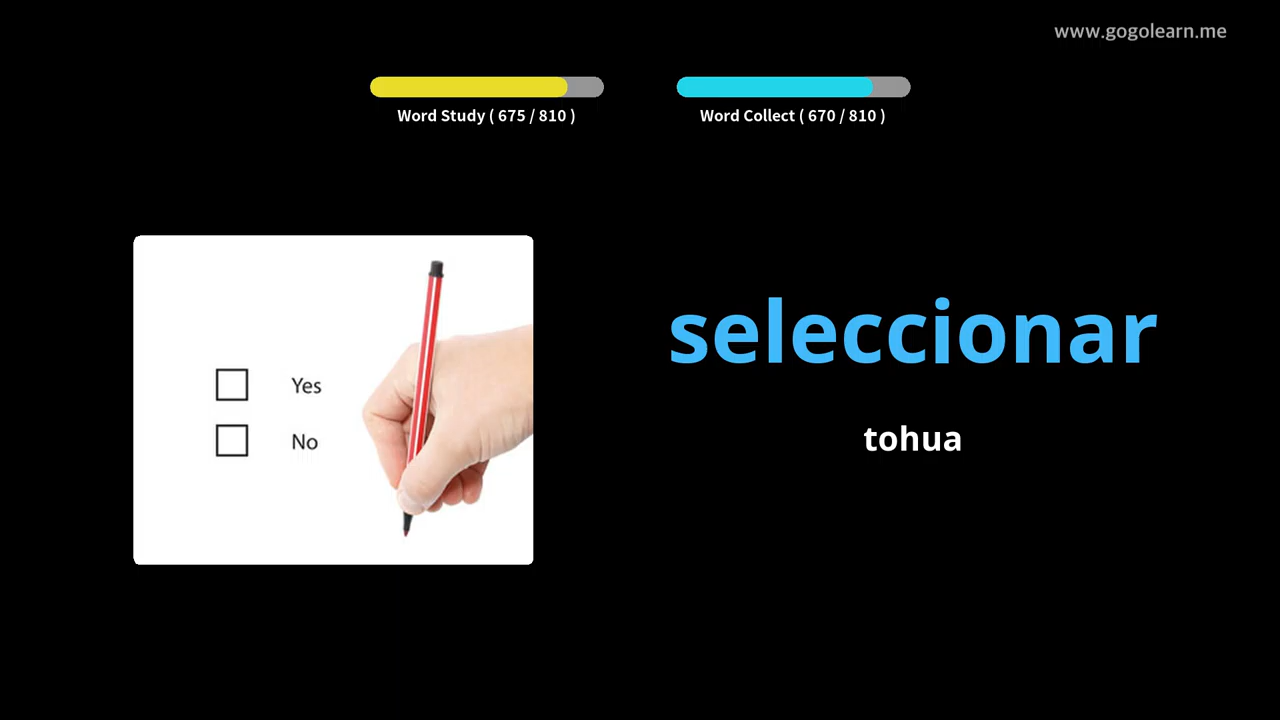 www.gogolearn.me
Word Study ( 675 / 810 )
Word Collect ( 670 / 810 )
Yes
No
seleccionar
tohua